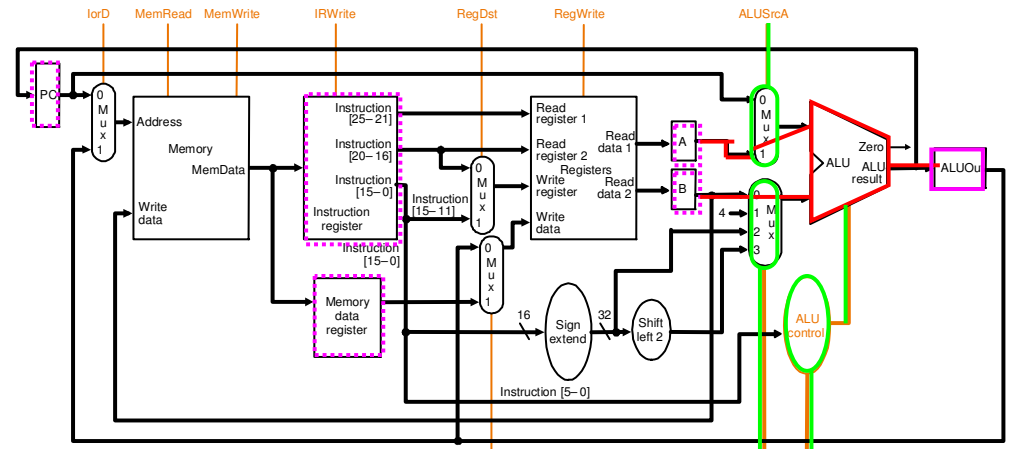 IorD MemRead MemWrite IRWrite RegDst RegWrite ALUSrcA
PC
0
M
u
x
1
Address
Memory
MemData
Write
data
Instruction
[25–21]
Instruction
[20–16]
Instruction
[15–0]
Instruction
register
Instruction
[15–0]
Memory
data
register
Instruction
[15–11]
0
M
u
x
1
0
M
u
x
1
Read
register 1
Read
register 2
Registers
Write
register
Write
data
Read
data 1
Read
data 2
16
Sign
extend
32
Shift
left 2
Instruction [5–0]
A
B
4
0
M
u
x
1
0
1
M
u
2
x
3
Zero
ALU
ALU
result
ALUOu
ALU
control